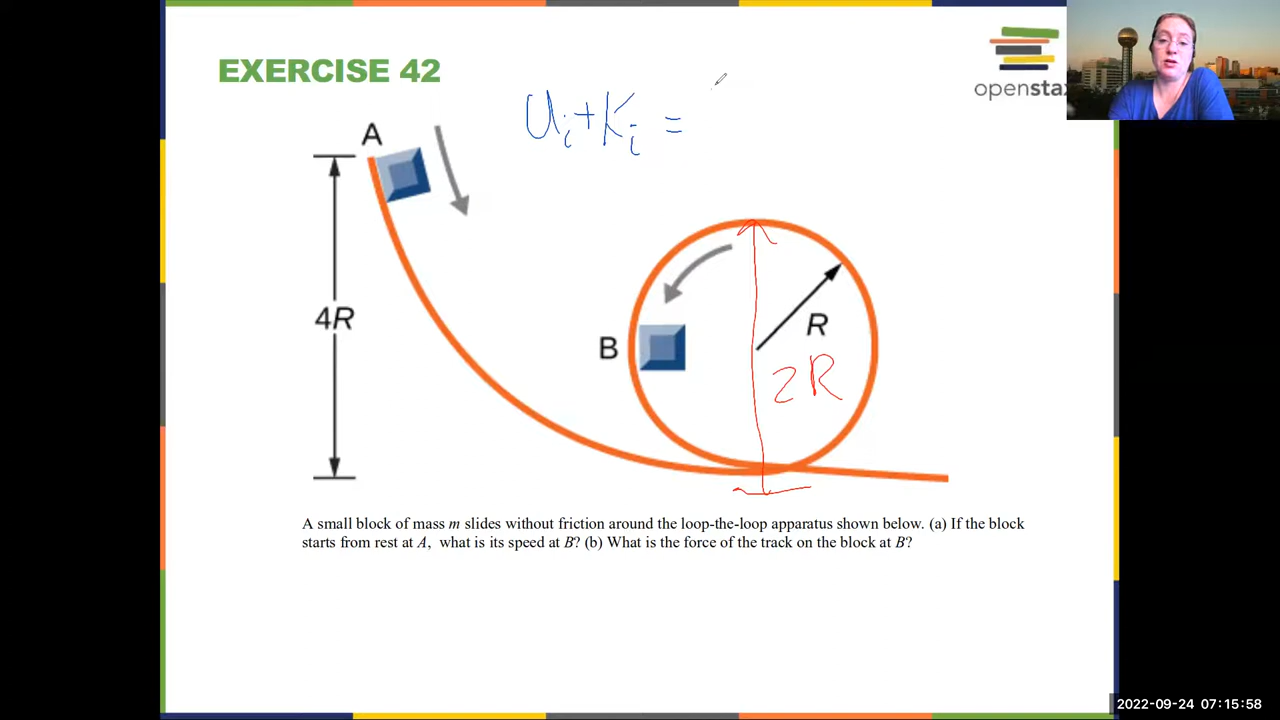 EXERCISE 42
openstax
U_i + K_i =
A
4R
B
R
2R
A small block of mass m slides without friction around the loop-the-loop apparatus shown below. (a) If the block
starts from rest at A, what is its speed at B? (b) What is the force of the track on the block at B?
2022-09-24 07:15:58